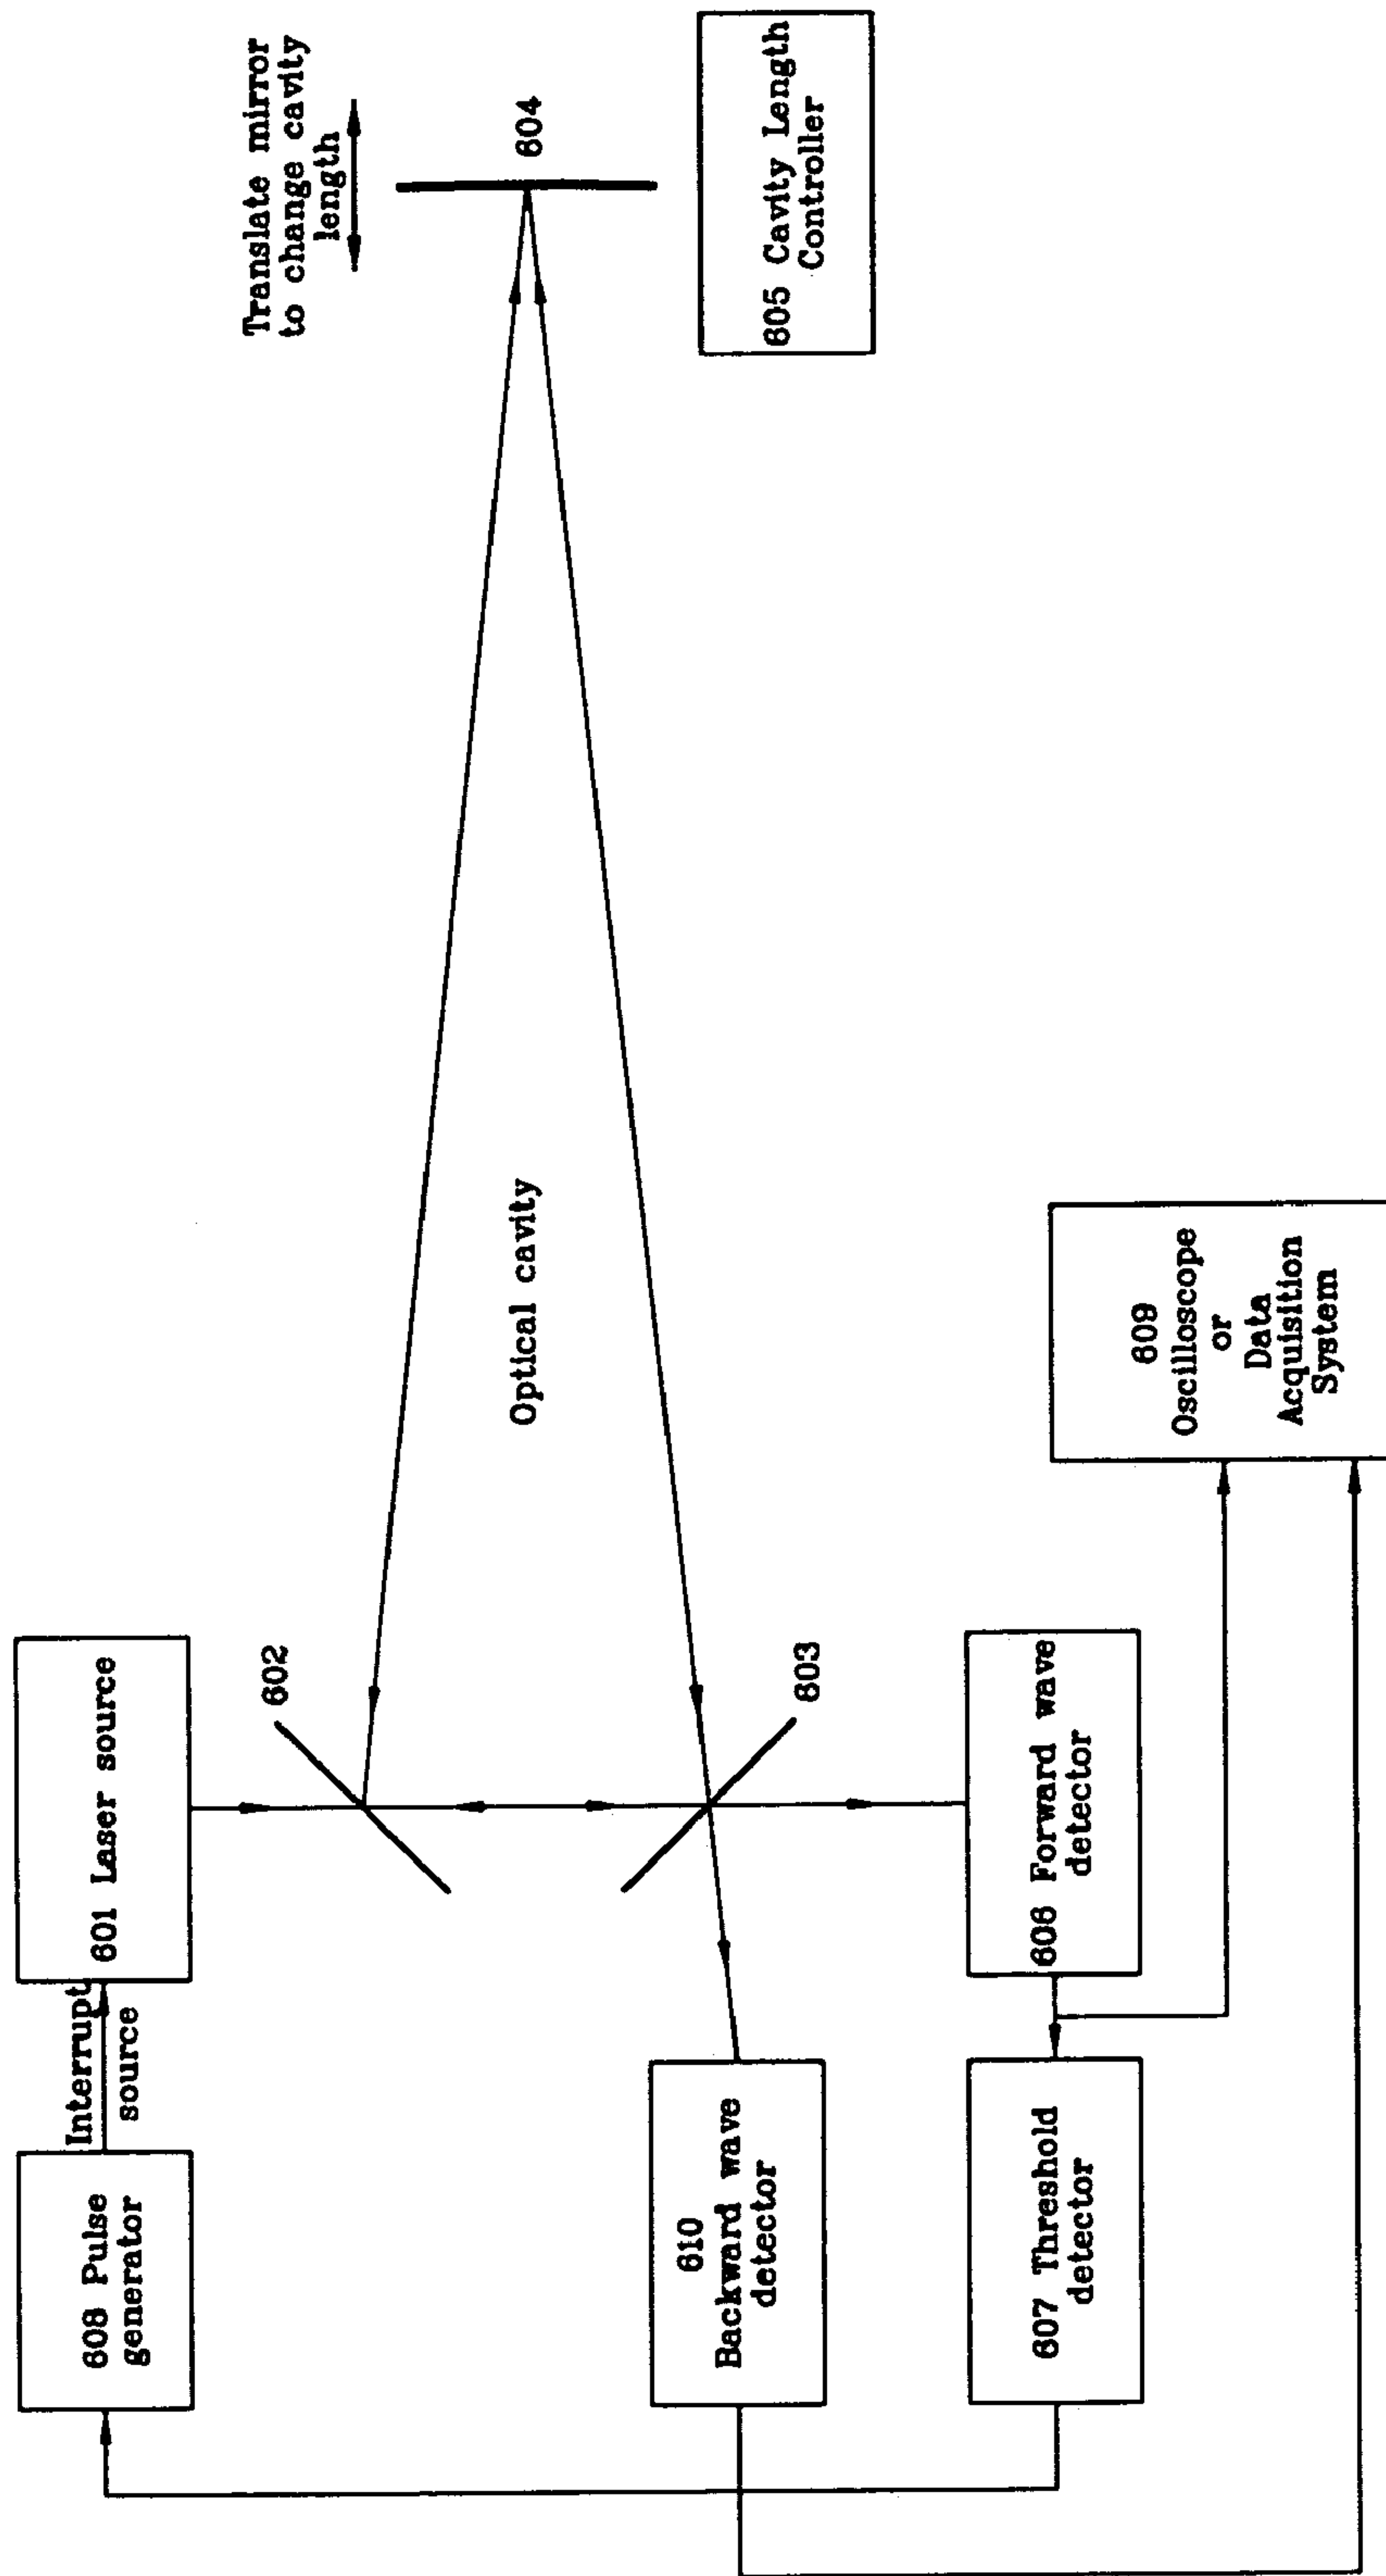 608 Pulse
generator
Interrupt
source
601 Laser source
602
Translate mirror
to change cavity
length
604
605 Cavity Length
Controller
Optical cavity
603
610
Backward wave
detector
607 Threshold
detector
606 Forward wave
detector
609
Oscilloscope
or
Data
Acquisition
System